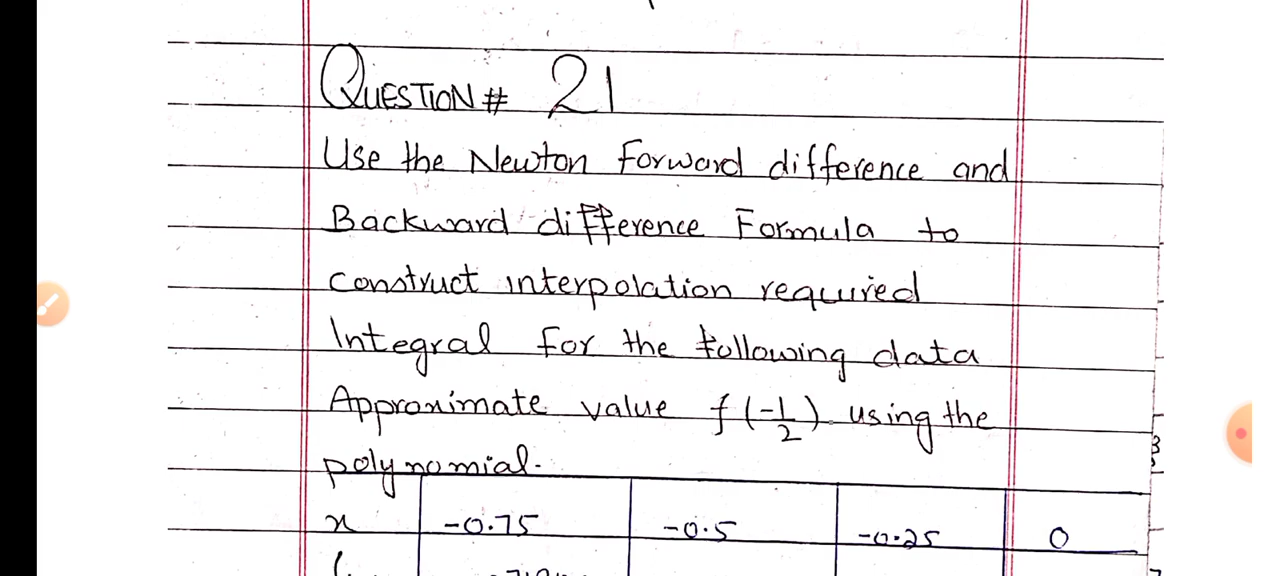 QUESTION # 21
Use the Newton Forward difference and
Backward difference Formula to
construct interpolation required
Integral for the following data
Approximate value f(-1/2) using the
polynomial.
x -0.75 -0.5 -0.25 0